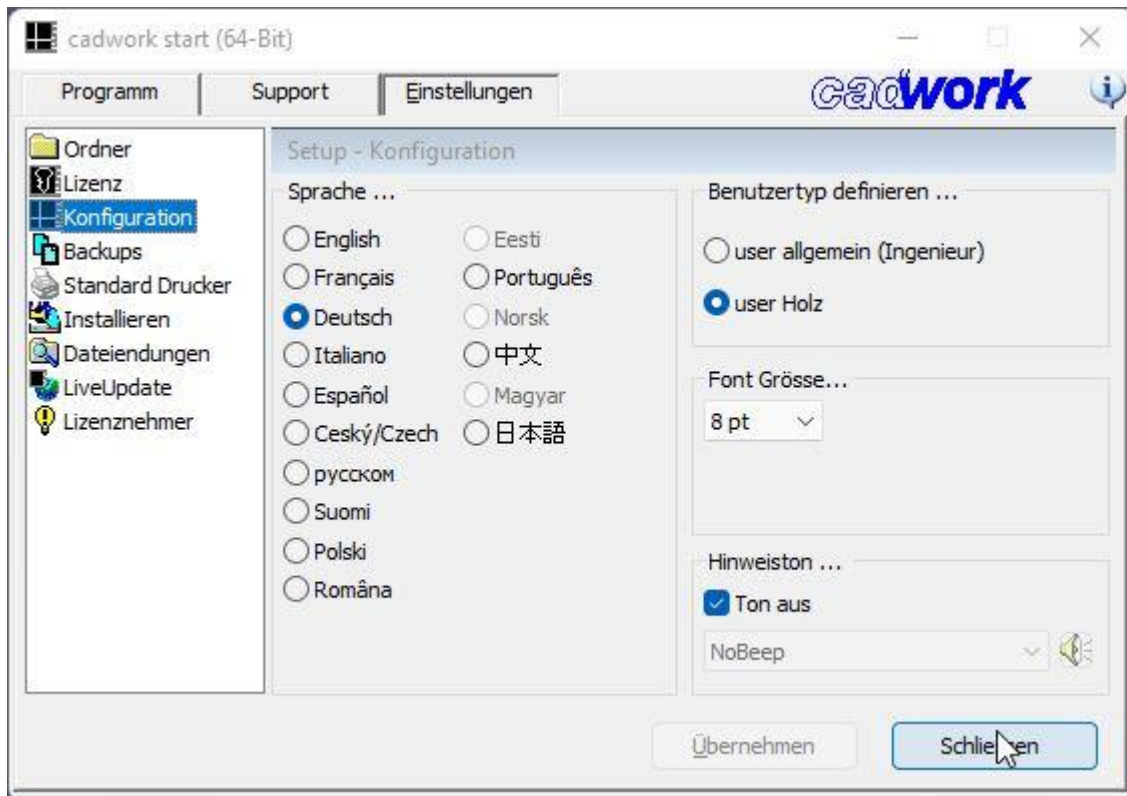 cadwork start (64-Bit)
Programm
Support
Einstellungen
cadwork
Ordner
Lizenz
Konfiguration
Backups
Standard Drucker
Installieren
Dateiendungen
LiveUpdate
Lizenznehmer
Setup - Konfiguration
Sprache ...
English
Français
Deutsch
Italiano
Español
Ceský/Czech
русском
Suomi
Polski
Româna
Eesti
Português
Norsk
中文
Magyar
日本語
Benutzertyp definieren ...
user allgemein (Ingenieur)
user Holz
Font Grösse...
8 pt
Hinweiston ...
Ton aus
NoBeep
Übernehmen
Schliessen